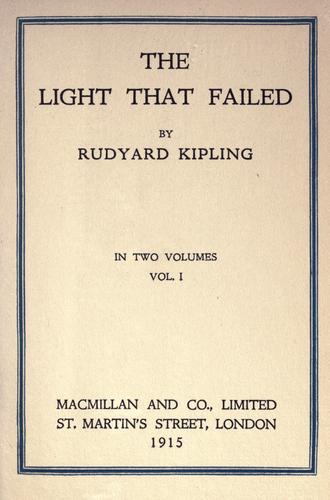 THE
LIGHT THAT FAILED
BY
RUDYARD KIPLING
IN TWO VOLUMES
VOL. I
MACMILLAN AND CO., LIMITED
ST. MARTIN'S STREET, LONDON
1915